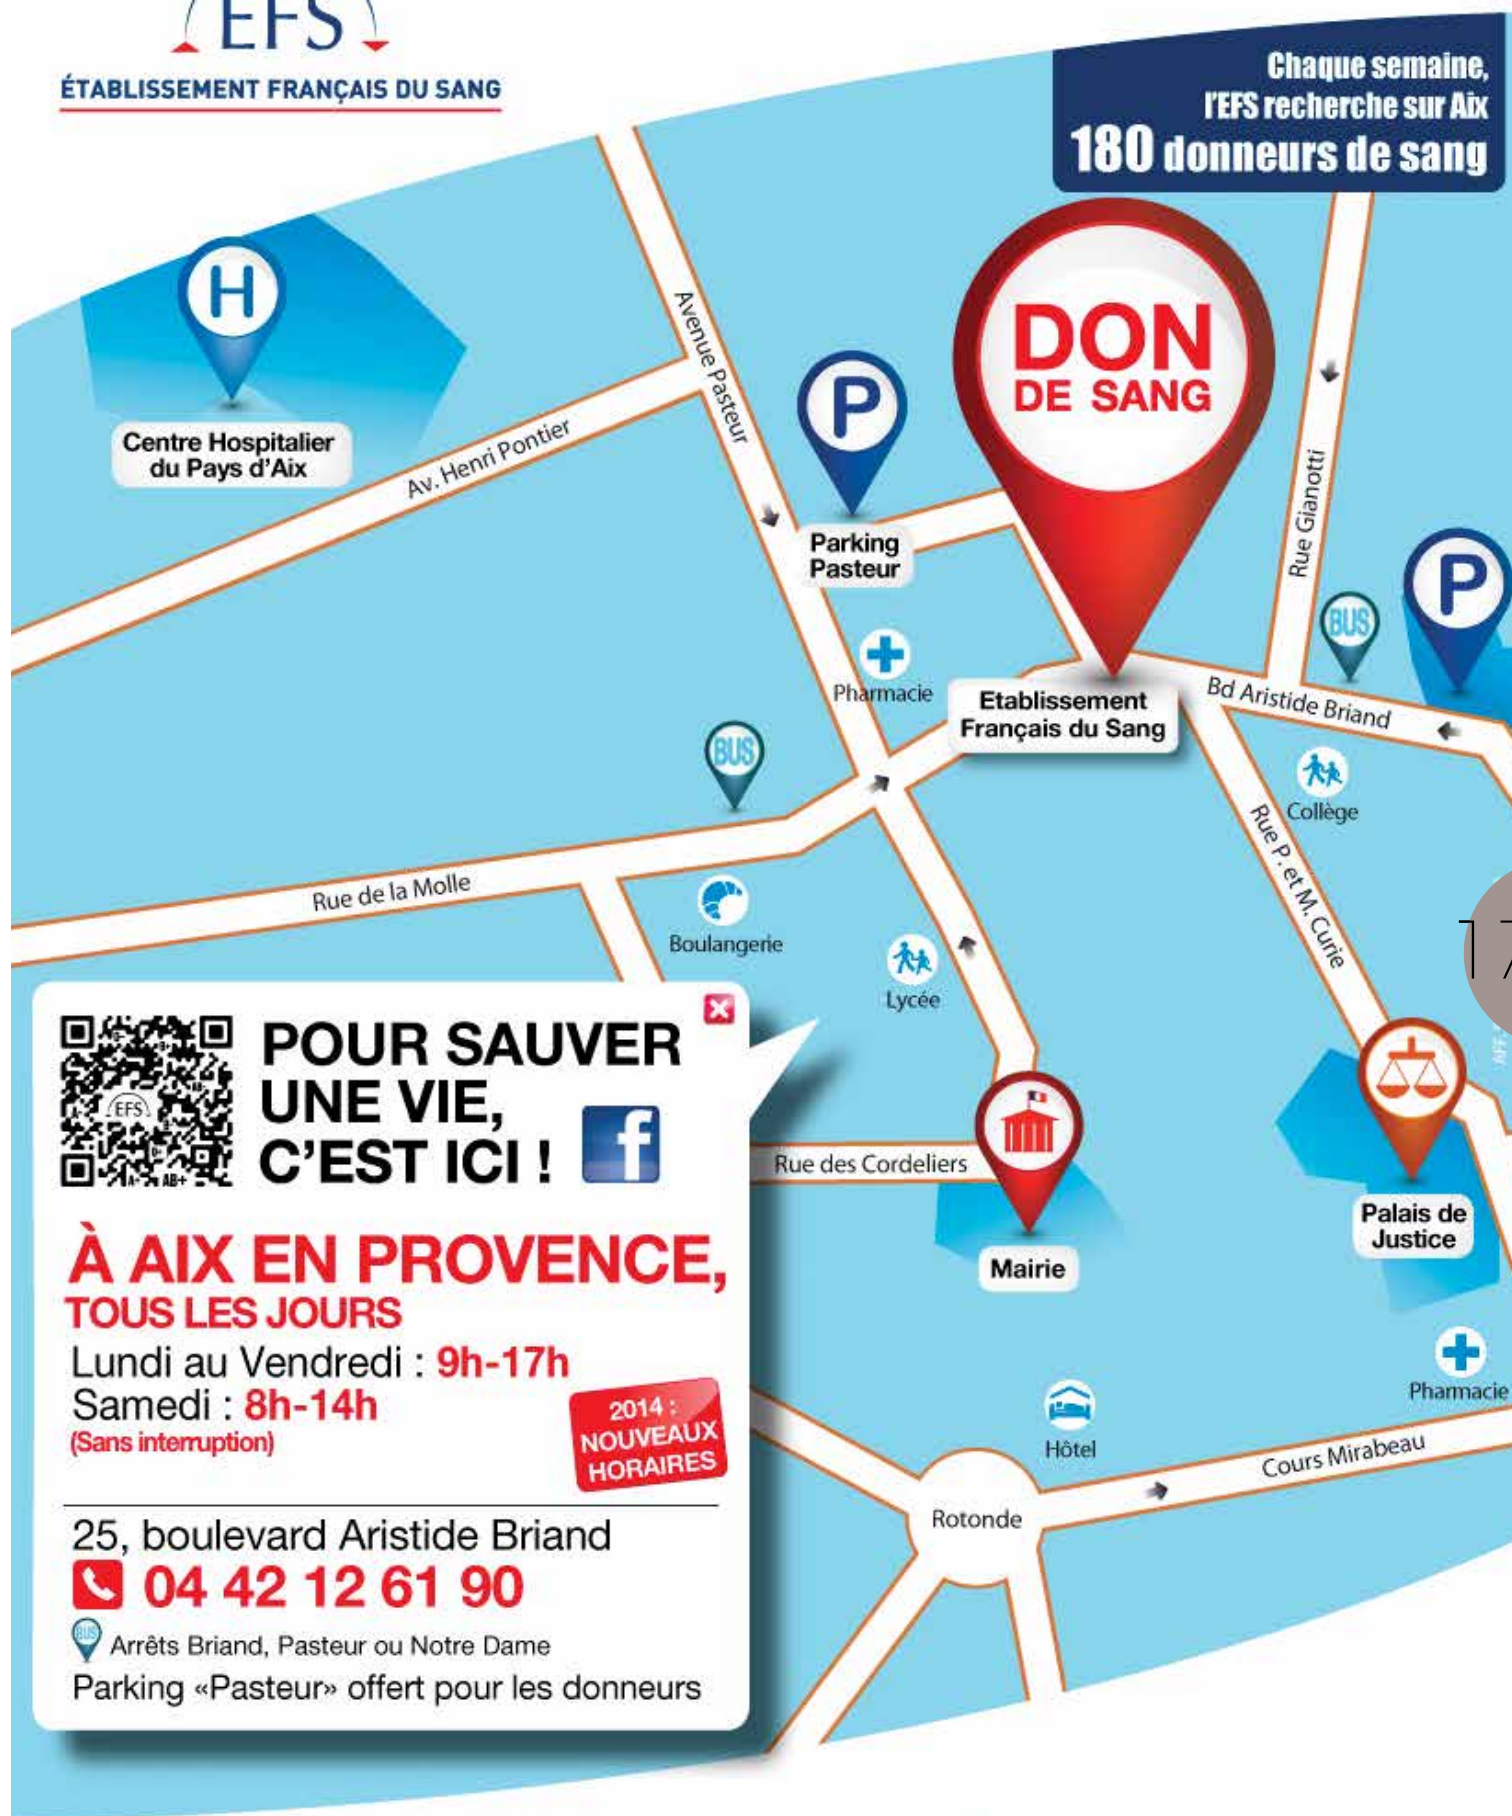 EFS
ÉTABLISSEMENT FRANÇAIS DU SANG
Chaque semaine,
l'EFS recherche sur Aix
180 donneurs de sang
H
Centre Hospitalier
du Pays d'Aix
Av. Henri Pontier
Avenue Pasteur
P
Parking
Pasteur
DON
DE SANG
Rue Gianotti
BUS
P
Pharmacie
Etablissement
Français du Sang
Bd Aristide Briand
BUS
Collège
Rue P. et M. Curie
Rue de la Molle
Boulangerie
Lycée
17
EFS
POUR SAUVER
UNE VIE,
C'EST ICI !
f
Rue des Cordeliers
Mairie
Palais de
Justice
À AIX EN PROVENCE,
TOUS LES JOURS
Lundi au Vendredi : 9h-17h
Samedi : 8h-14h
(Sans interruption)
2014 :
NOUVEAUX
HORAIRES
Pharmacie
Hôtel
Cours Mirabeau
Rotonde
25, boulevard Aristide Briand
04 42 12 61 90
BUS
Arrêts Briand, Pasteur ou Notre Dame
Parking «Pasteur» offert pour les donneurs